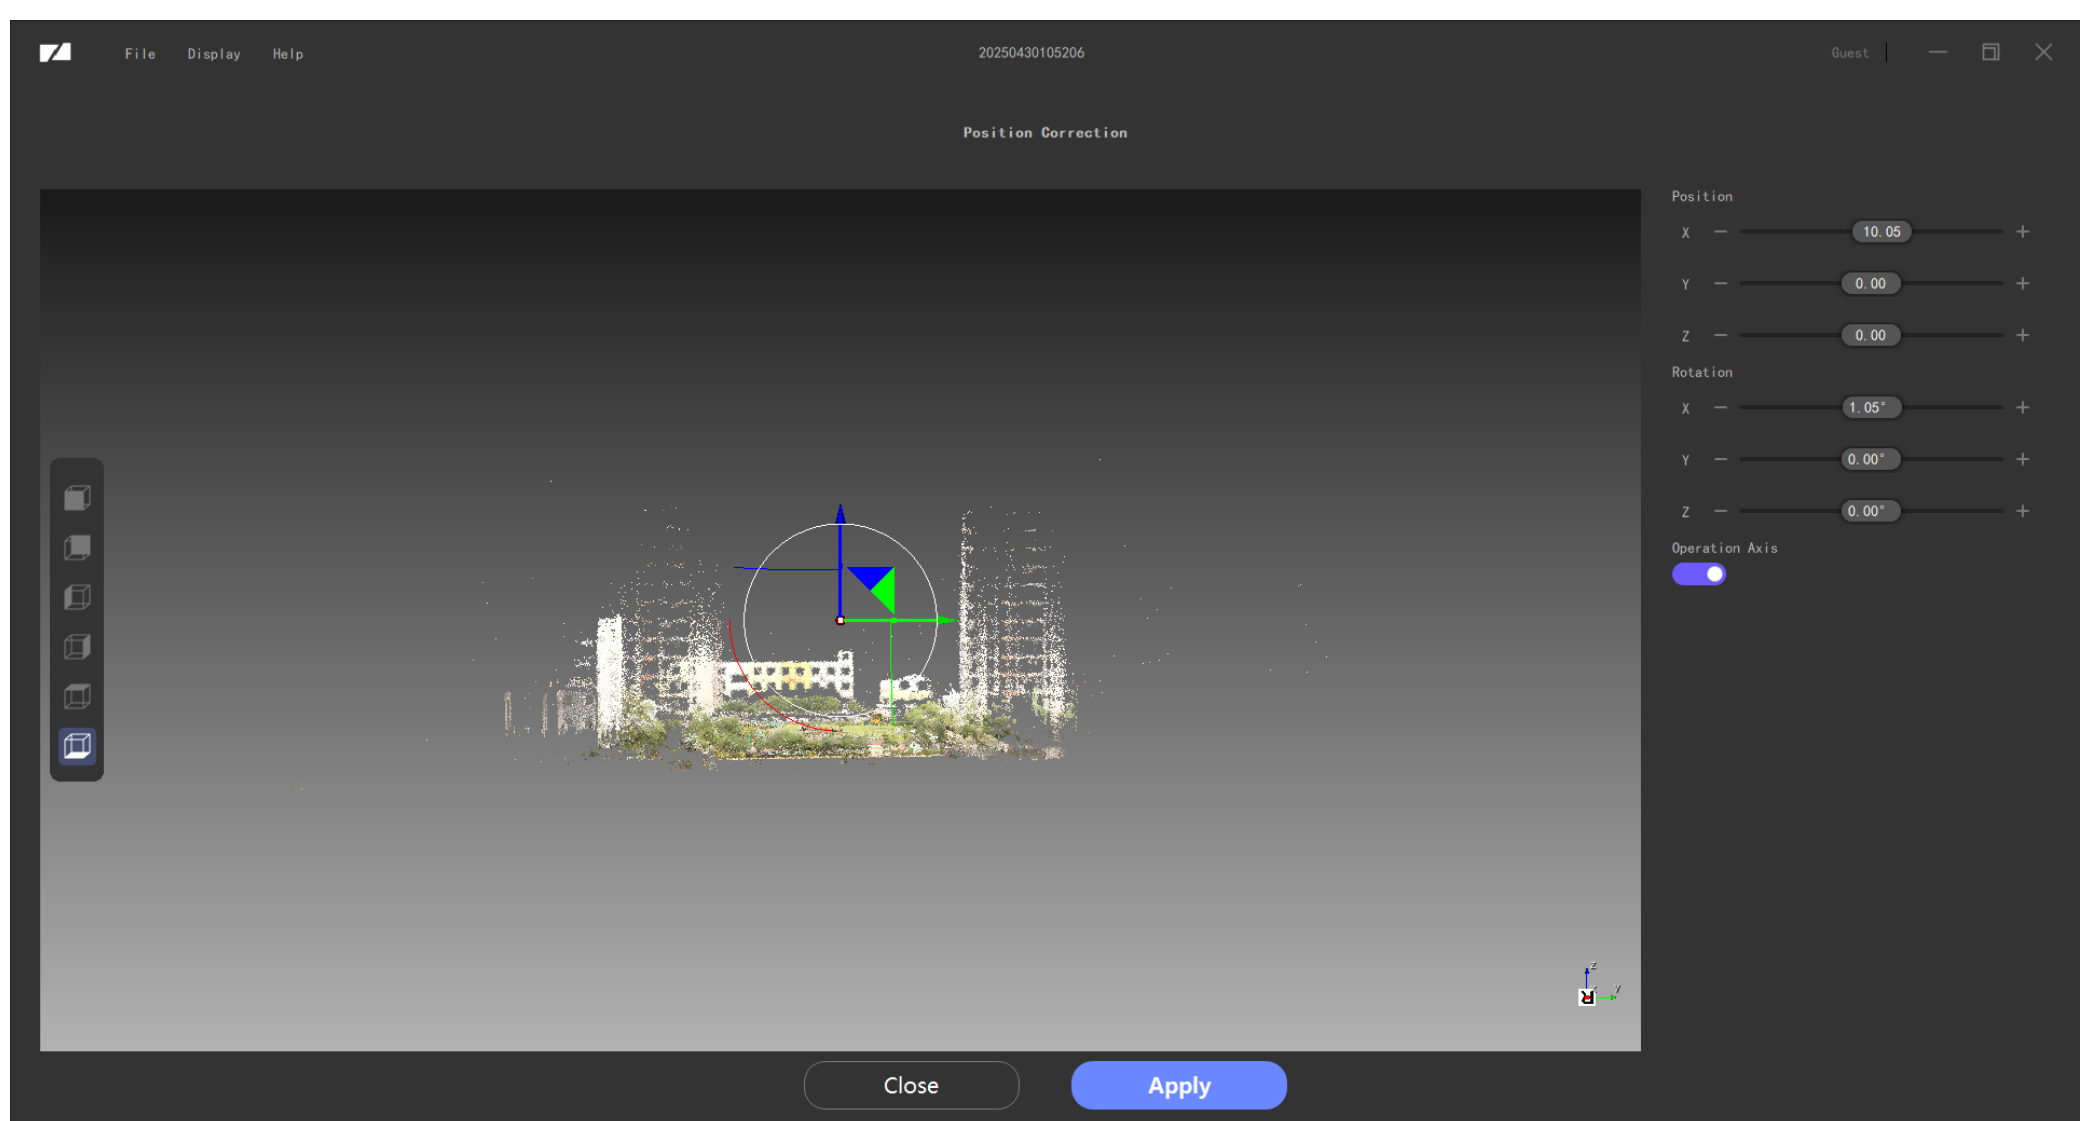 File Display Help 20250430105206 Guest
Position Correction
Position
X 10.05
Y 0.00
Z 0.00
Rotation
X 1.05°
Y 0.00°
Z 0.00°
Operation Axis
z
R y
Close Apply